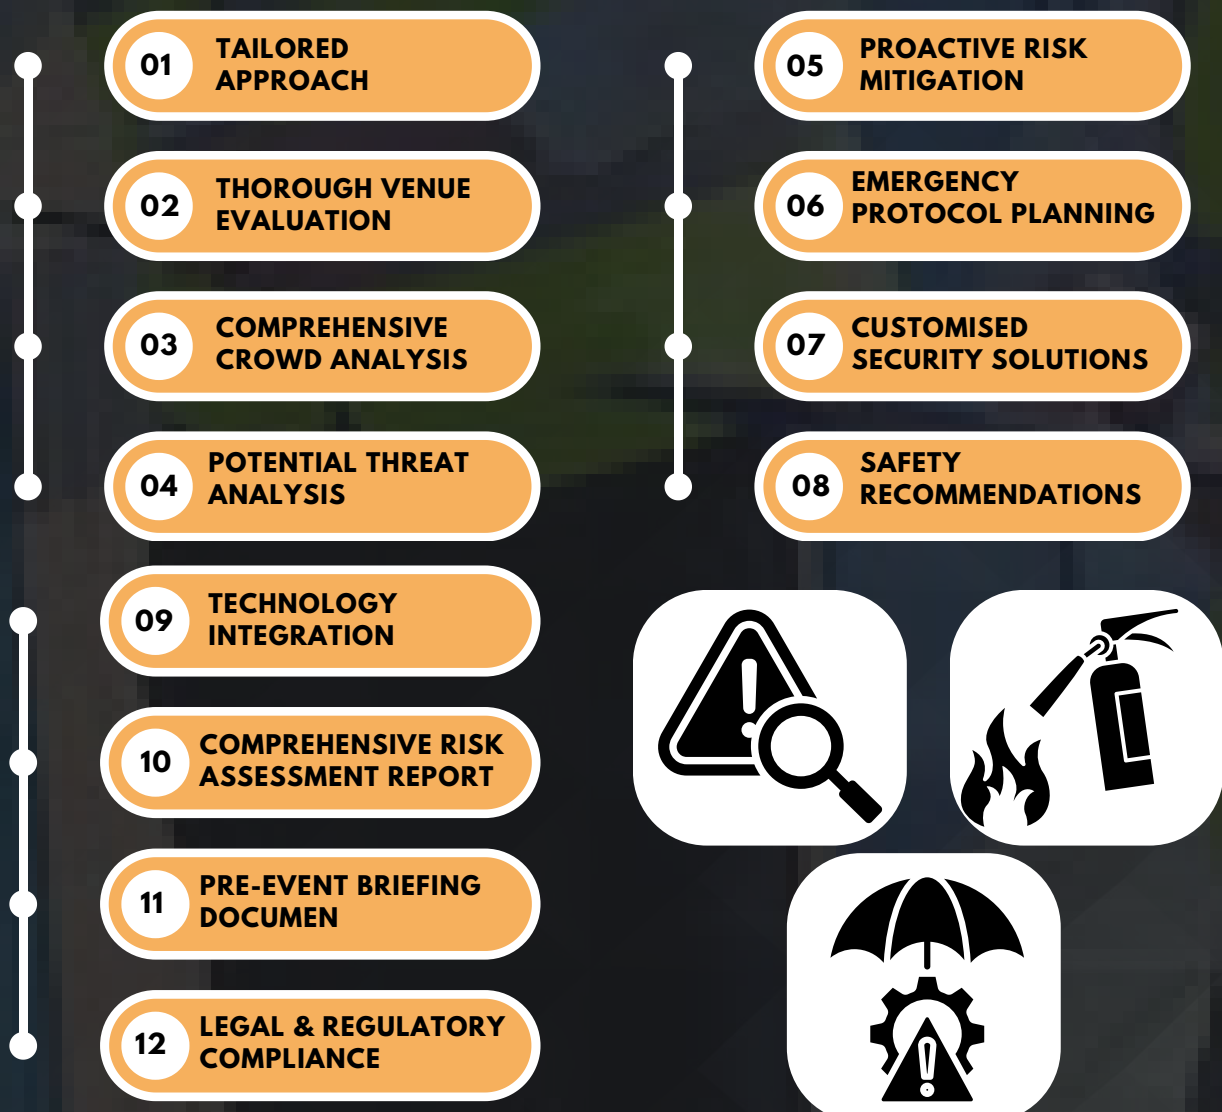 01
TAILORED
APPROACH
02
THOROUGH VENUE
EVALUATION
03
COMPREHENSIVE
CROWD ANALYSIS
04
POTENTIAL THREAT
ANALYSIS
05
PROACTIVE RISK
MITIGATION
06
EMERGENCY
PROTOCOL PLANNING
07
CUSTOMISED
SECURITY SOLUTIONS
08
SAFETY
RECOMMENDATIONS
09
TECHNOLOGY
INTEGRATION
10
COMPREHENSIVE RISK
ASSESSMENT REPORT
11
PRE-EVENT BRIEFING
DOCUMEN
12
LEGAL & REGULATORY
COMPLIANCE